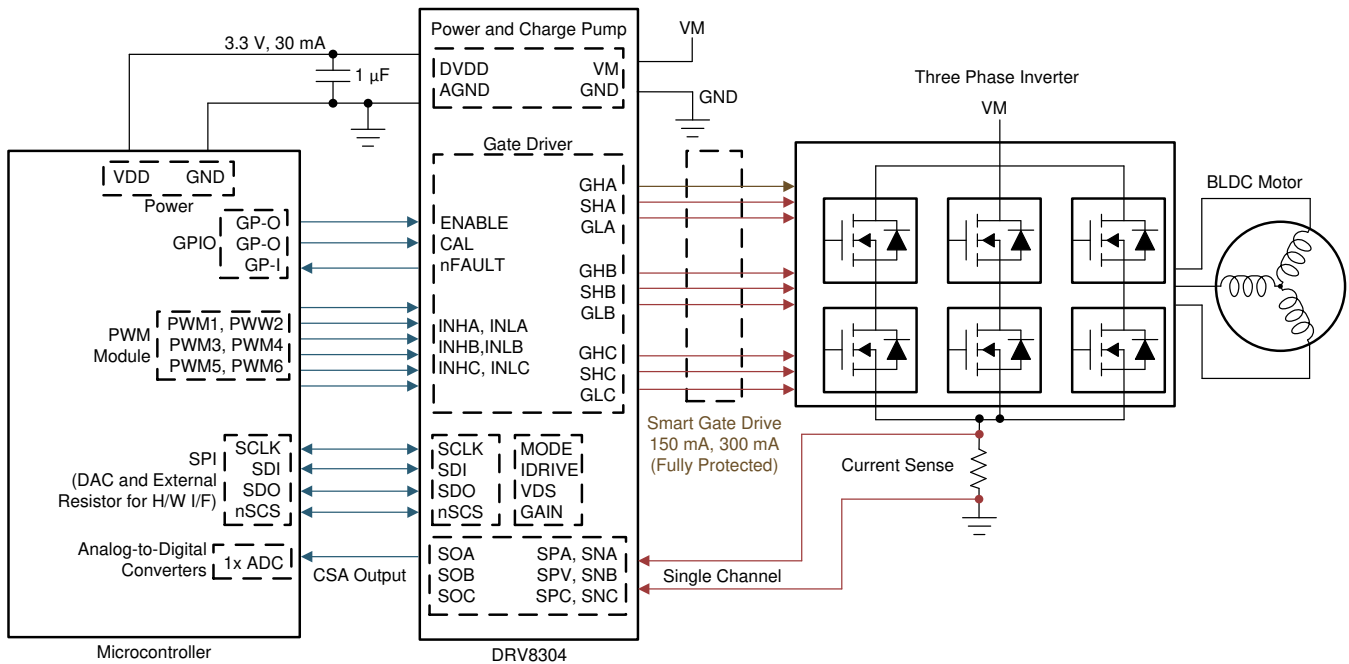 Power and Charge Pump
VM
3.3 V, 30 mA
1 µF
DVDD
AGND
VM
GND
GND
Three Phase Inverter
VM
Gate Driver
VDD
GND
Power
GPIO
GP-O
GP-O
GP-I
ENABLE
CAL
nFAULT
GHA
SHA
GLA
GHB
SHB
GLB
GHC
SHC
GLC
BLDC Motor
PWM
Module
PWM1, PWW2
PWM3, PWM4
PWM5, PWM6
INHA, INLA
INHB,INLB
INHC, INLC
Smart Gate Drive
150 mA, 300 mA
(Fully Protected)
Current Sense
SPI
(DAC and External
Resistor for H/W I/F)
SCLK
SDI
SDO
nSCS
SCLK
SDI
SDO
nSCS
MODE
IDRIVE
VDS
GAIN
Analog-to-Digital
Converters
1x ADC
CSA Output
SOA
SOB
SOC
SPA, SNA
SPV, SNB
SPC, SNC
Single Channel
Microcontroller
DRV8304